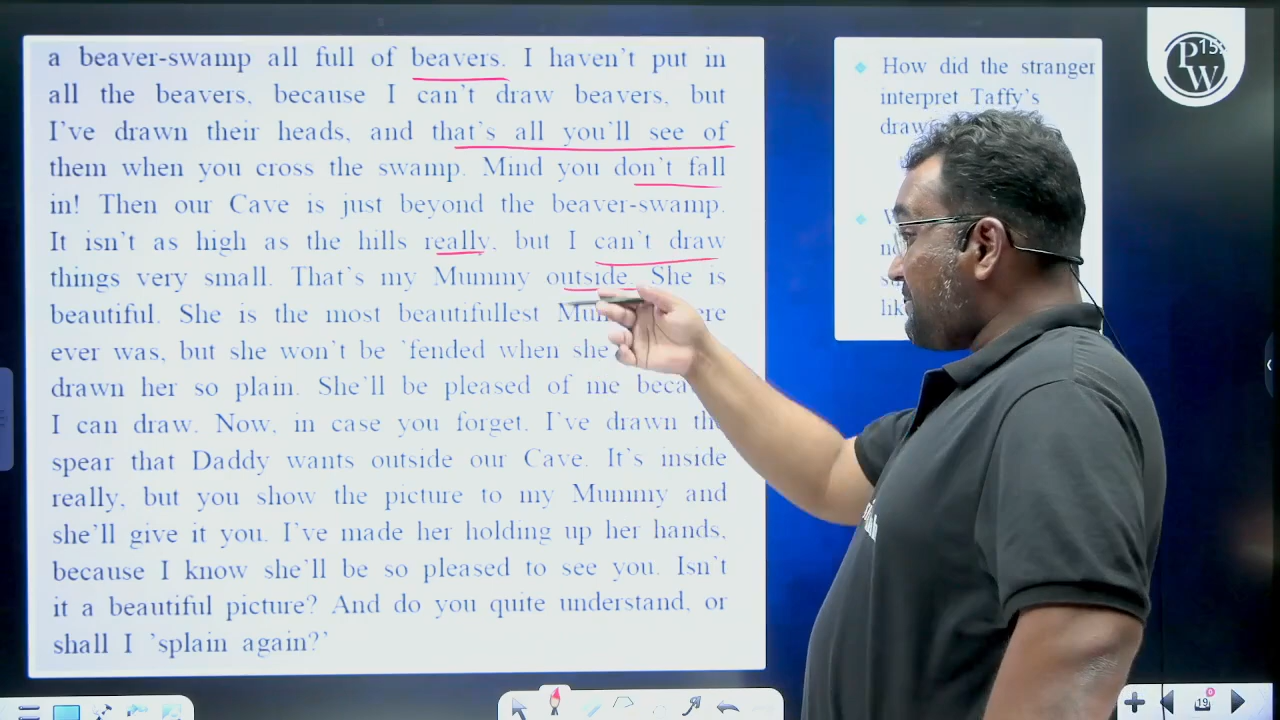 a beaver-swamp all full of beavers. I haven't put in
all the beavers, because I can't draw beavers, but
I've drawn their heads, and that's all you'll see of
them when you cross the swamp. Mind you don't fall
in! Then our Cave is just beyond the beaver-swamp.
It isn't as high as the hills really, but I can't draw
things very small. That's my Mummy outside. She is
beautiful. She is the most beautifullest
ever was, but she won't be 'fended when she
drawn her so plain. She'll be pleased of me
I can draw. Now, in case you forget. I've drawn
spear that Daddy wants outside our Cave. It's inside
really, but you show the picture to my Mummy and
she'll give it you. I've made her holding up her hands,
because I know she'll be so pleased to see you. Isn't
it a beautiful picture? And do you quite understand, or
shall I 'splain again?'
How did the stranger
interpret Taffy's
P W
19